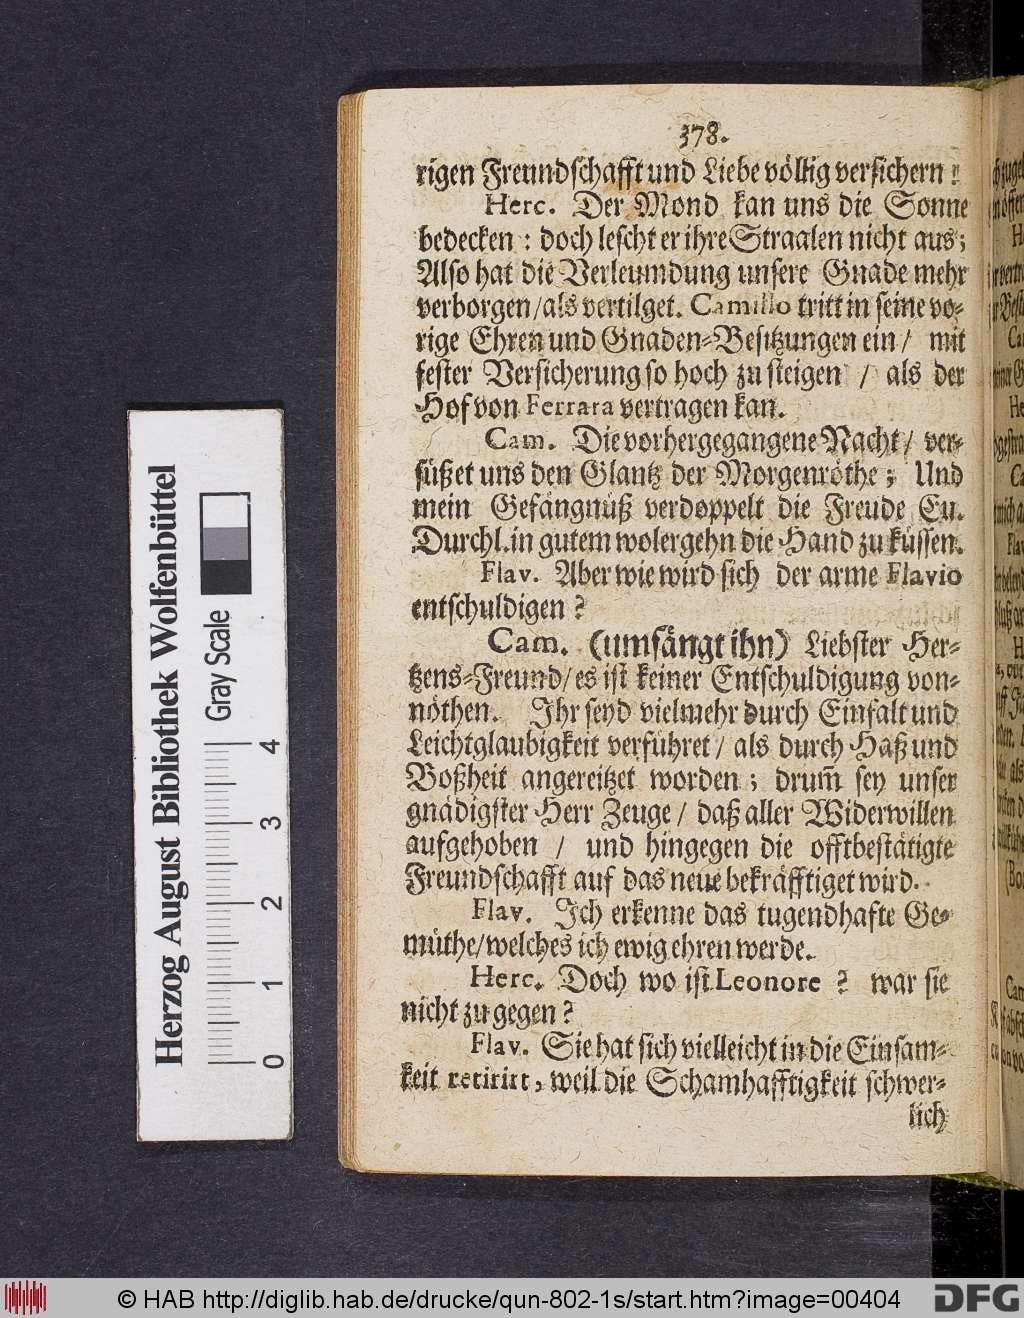 378.
rigen Freundschafft und Liebe völlig versichern?
Herc. Der Mond kan uns die Sonne
bedecken : doch lescht er ihre Straalen nicht aus;
Also hat die Verleumdung unsere Gnade mehr
verborgen/als vertilget. Camillo tritt in seine vo-
rige Ehren und Gnaden-Besitzungen ein / mit
fester Versicherung so hoch zu steigen / als der
Hof von Ferrara vertragen kan.
Cam. Die vorhergegangene Nacht / ver-
süßet uns den Glantz der Morgenröthe; Und
mein Gefängnüß verdoppelt die Freude Eu.
Durchl. in gutem wolergehn die Hand zu küssen.
Flav. Aber wie wird sich der arme Flavio
entschuldigen ?
Cam. (umfängt ihn) Liebster Her-
tzens-Freund/es ist keiner Entschuldigung von-
nöthen. Ihr seyd vielmehr durch Einfalt und
Leichtglaubigkeit verführet / als durch Haß und
Boßheit angereitzet worden; drum̃ sey unser
gnädigster Herr Zeuge / daß aller Widerwillen
aufgehoben / und hingegen die offtbestätigte
Freundschafft auf das neue bekräfftiget wird.
Flav. Ich erkenne das tugendhafte Ge-
müthe/welches ich ewig ehren werde.
Herc. Doch wo ist Leonore ? war sie
nicht zu gegen ?
Flav. Sie hat sich vielleicht in die Einsam-
keit retirirt, weil die Schamhafftigkeit schwer-
lich
Herzog August Bibliothek Wolfenbüttel
Gray Scale
0 1 2 3 4
© HAB http://diglib.hab.de/drucke/qun-802-1s/start.htm?image=00404
DFG